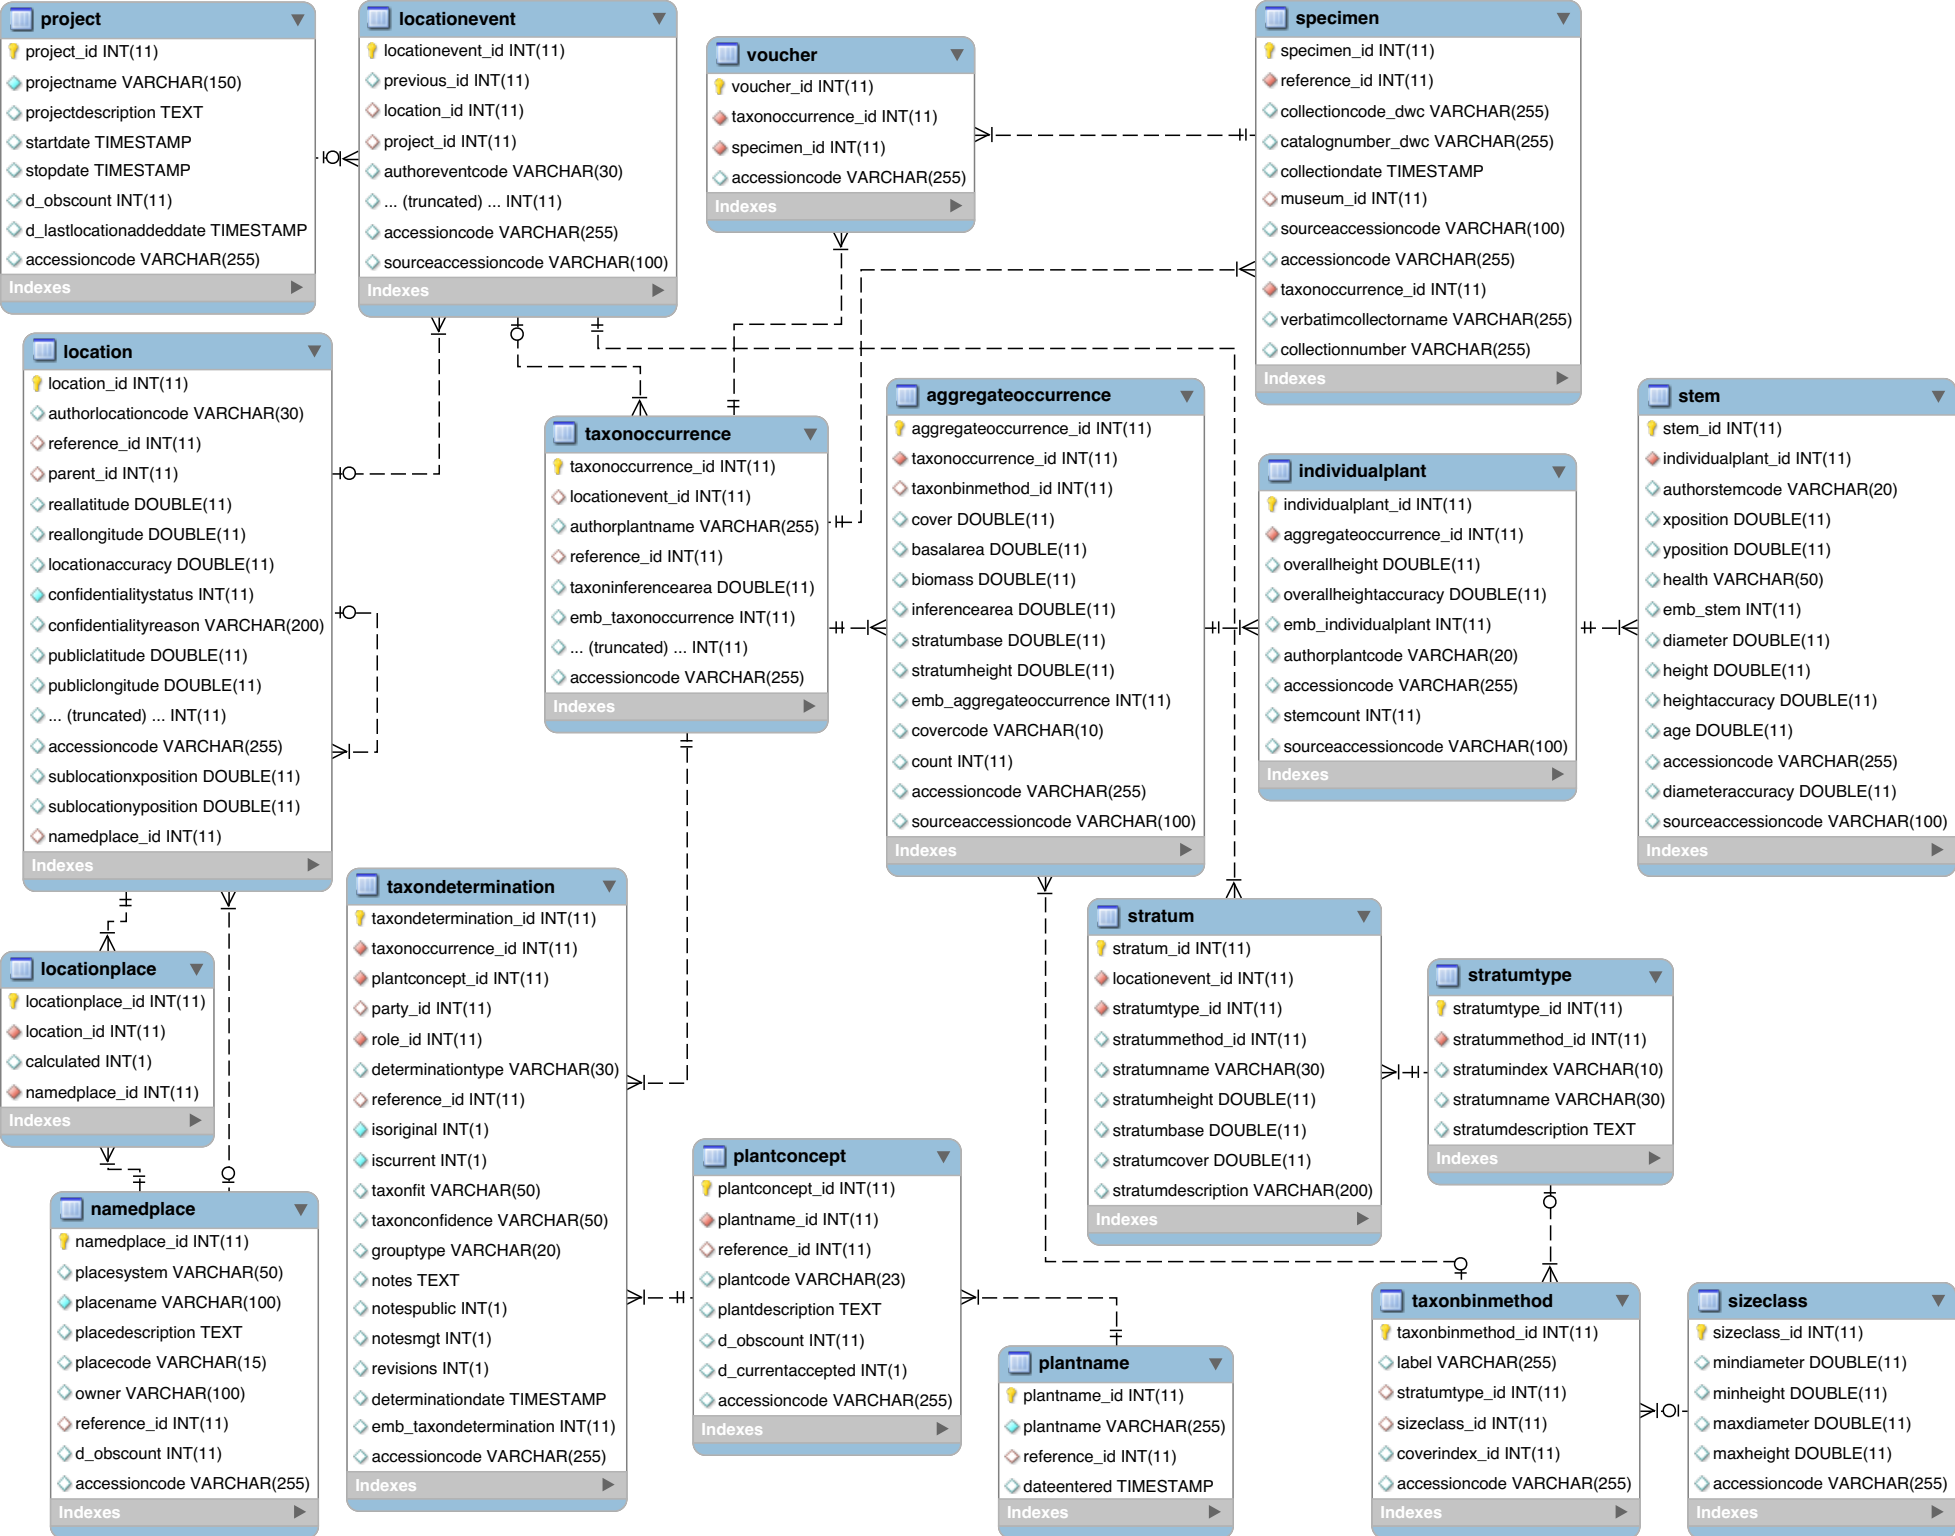 project
project_id INT(11)
projectname VARCHAR(150)
projectdescription TEXT
startdate TIMESTAMP
stopdate TIMESTAMP
d_obscount INT(11)
d_lastlocationaddeddate TIMESTAMP
accessioncode VARCHAR(255)
Indexes
locationevent
locationevent_id INT(11)
previous_id INT(11)
location_id INT(11)
project_id INT(11)
authoreventcode VARCHAR(30)
... (truncated) ... INT(11)
accessioncode VARCHAR(255)
sourceaccessioncode VARCHAR(100)
Indexes
voucher
voucher_id INT(11)
taxonoccurrence_id INT(11)
specimen_id INT(11)
accessioncode VARCHAR(255)
Indexes
specimen
specimen_id INT(11)
reference_id INT(11)
collectioncode_dwc VARCHAR(255)
catalognumber_dwc VARCHAR(255)
collectiondate TIMESTAMP
museum_id INT(11)
sourceaccessioncode VARCHAR(100)
accessioncode VARCHAR(255)
taxonoccurrence_id INT(11)
verbatimcollectorname VARCHAR(255)
collectionnumber VARCHAR(255)
Indexes
location
location_id INT(11)
authorlocationcode VARCHAR(30)
reference_id INT(11)
parent_id INT(11)
reallatitude DOUBLE(11)
reallongitude DOUBLE(11)
locationaccuracy DOUBLE(11)
confidentialitystatus INT(11)
confidentialityreason VARCHAR(200)
publiclatitude DOUBLE(11)
publiclongitude DOUBLE(11)
... (truncated) ... INT(11)
accessioncode VARCHAR(255)
sublocationxposition DOUBLE(11)
sublocationyposition DOUBLE(11)
namedplace_id INT(11)
Indexes
taxonoccurrence
taxonoccurrence_id INT(11)
locationevent_id INT(11)
authorplantname VARCHAR(255)
reference_id INT(11)
taxoninferencearea DOUBLE(11)
emb_taxonoccurrence INT(11)
... (truncated) ... INT(11)
accessioncode VARCHAR(255)
Indexes
aggregateoccurrence
aggregateoccurrence_id INT(11)
taxonoccurrence_id INT(11)
taxonbinmethod_id INT(11)
cover DOUBLE(11)
basalarea DOUBLE(11)
biomass DOUBLE(11)
inferencearea DOUBLE(11)
stratumbase DOUBLE(11)
stratumheight DOUBLE(11)
emb_aggregateoccurrence INT(11)
covercode VARCHAR(10)
count INT(11)
accessioncode VARCHAR(255)
sourceaccessioncode VARCHAR(100)
Indexes
individualplant
individualplant_id INT(11)
aggregateoccurrence_id INT(11)
overallheight DOUBLE(11)
overallheightaccuracy DOUBLE(11)
emb_individualplant INT(11)
authorplantcode VARCHAR(20)
accessioncode VARCHAR(255)
stemcount INT(11)
sourceaccessioncode VARCHAR(100)
Indexes
stem
stem_id INT(11)
individualplant_id INT(11)
authorstemcode VARCHAR(20)
xposition DOUBLE(11)
yposition DOUBLE(11)
health VARCHAR(50)
emb_stem INT(11)
diameter DOUBLE(11)
height DOUBLE(11)
heightaccuracy DOUBLE(11)
age DOUBLE(11)
accessioncode VARCHAR(255)
diameteraccuracy DOUBLE(11)
sourceaccessioncode VARCHAR(100)
Indexes
locationplace
locationplace_id INT(11)
location_id INT(11)
calculated INT(1)
namedplace_id INT(11)
Indexes
namedplace
namedplace_id INT(11)
placesystem VARCHAR(50)
placename VARCHAR(100)
placedescription TEXT
placecode VARCHAR(15)
owner VARCHAR(100)
reference_id INT(11)
d_obscount INT(11)
accessioncode VARCHAR(255)
Indexes
taxondetermination
taxondetermination_id INT(11)
taxonoccurrence_id INT(11)
plantconcept_id INT(11)
party_id INT(11)
role_id INT(11)
determinationtype VARCHAR(30)
reference_id INT(11)
isoriginal INT(1)
iscurrent INT(1)
taxonfit VARCHAR(50)
taxonconfidence VARCHAR(50)
grouptype VARCHAR(20)
notes TEXT
notespublic INT(1)
notesmgt INT(1)
revisions INT(1)
determinationdate TIMESTAMP
emb_taxondetermination INT(11)
accessioncode VARCHAR(255)
Indexes
plantconcept
plantconcept_id INT(11)
plantname_id INT(11)
reference_id INT(11)
plantcode VARCHAR(23)
plantdescription TEXT
d_obscount INT(11)
d_currentaccepted INT(1)
accessioncode VARCHAR(255)
Indexes
plantname
plantname_id INT(11)
plantname VARCHAR(255)
reference_id INT(11)
dateentered TIMESTAMP
Indexes
stratum
stratum_id INT(11)
locationevent_id INT(11)
stratumtype_id INT(11)
stratummethod_id INT(11)
stratumname VARCHAR(30)
stratumheight DOUBLE(11)
stratumbase DOUBLE(11)
stratumcover DOUBLE(11)
stratumdescription VARCHAR(200)
Indexes
stratumtype
stratumtype_id INT(11)
stratummethod_id INT(11)
stratumindex VARCHAR(10)
stratumname VARCHAR(30)
stratumdescription TEXT
Indexes
taxonbinmethod
taxonbinmethod_id INT(11)
label VARCHAR(255)
stratumtype_id INT(11)
sizeclass_id INT(11)
coverindex_id INT(11)
accessioncode VARCHAR(255)
Indexes
sizeclass
sizeclass_id INT(11)
mindiameter DOUBLE(11)
minheight DOUBLE(11)
maxdiameter DOUBLE(11)
maxheight DOUBLE(11)
accessioncode VARCHAR(255)
Indexes